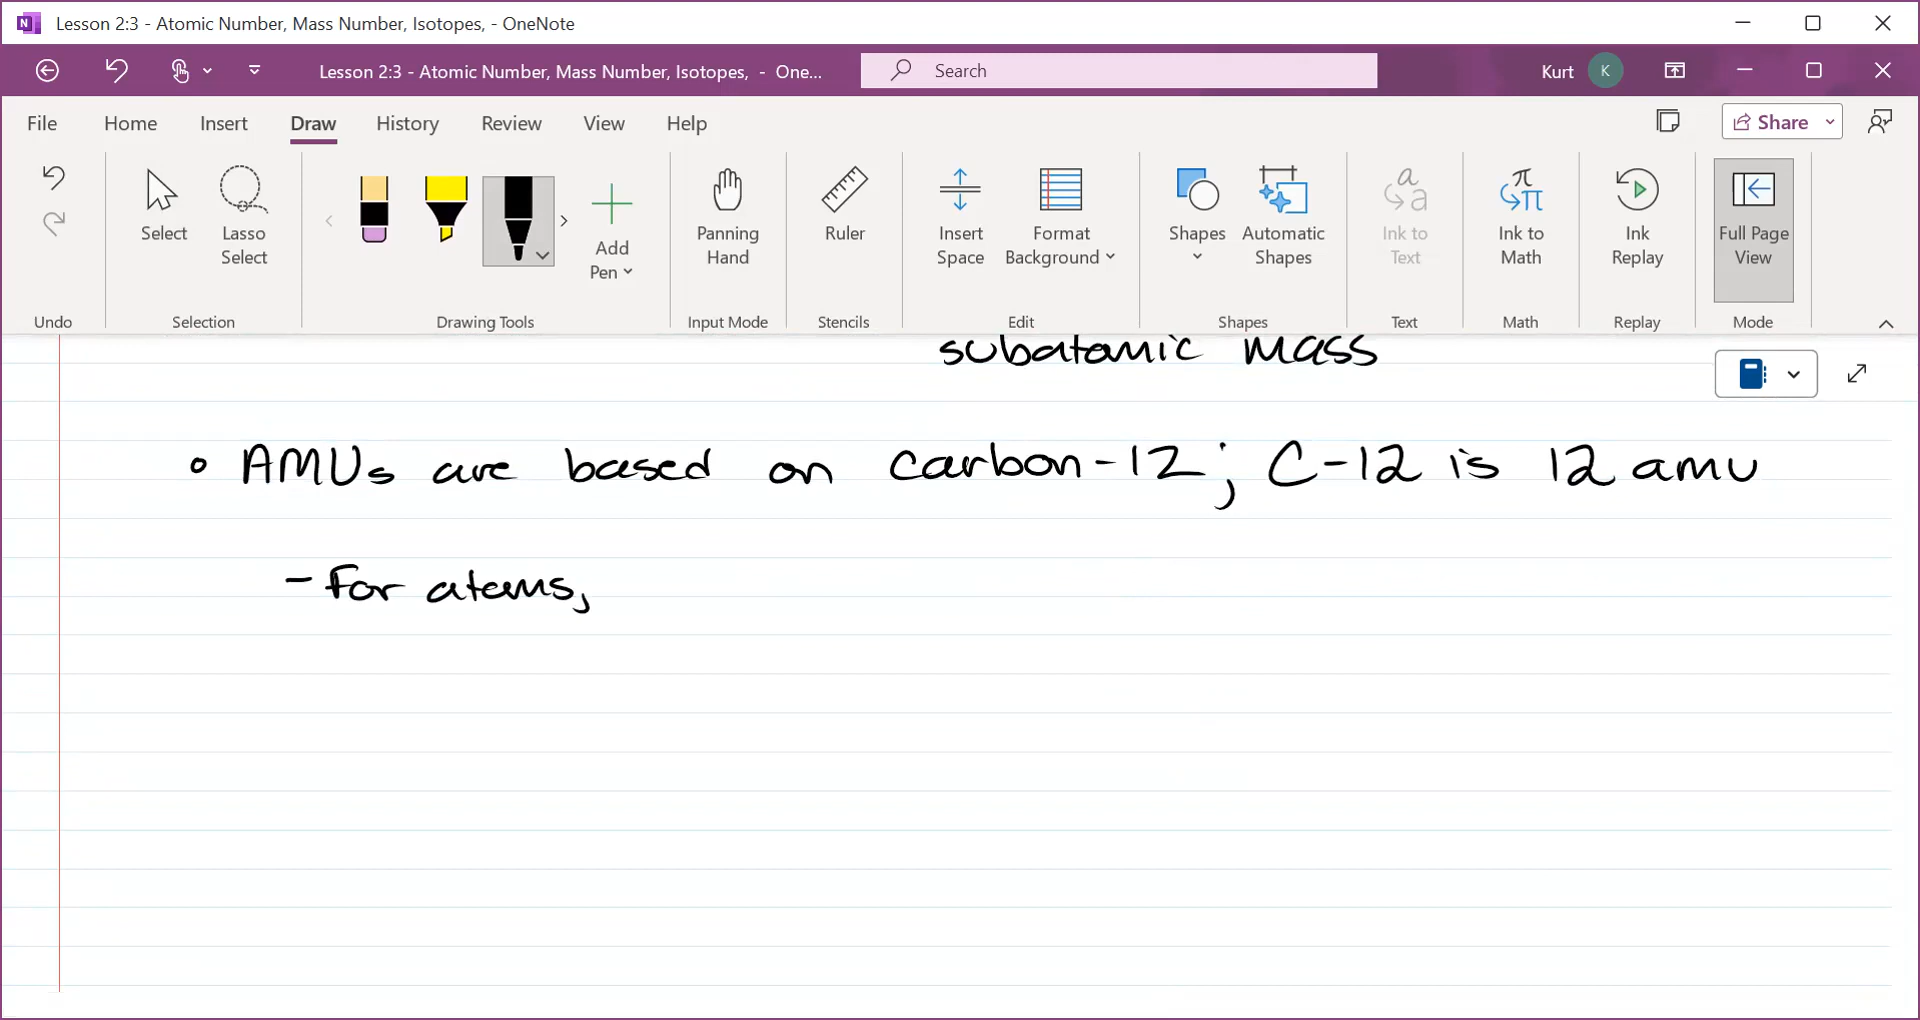 Lesson 2:3 - Atomic Number, Mass Number, Isotopes, - OneNote
Lesson 2:3 - Atomic Number, Mass Number, Isotopes, - One...
Search
Kurt
K
File
Home
Insert
Draw
History
Review
View
Help
Share
Select
Lasso
Select
Add
Pen
Panning
Hand
Ruler
Insert
Space
Format
Background
Shapes
Automatic
Shapes
Ink to
Text
Ink to
Math
Ink
Replay
Full Page
View
Undo
Selection
Drawing Tools
Input Mode
Stencils
Edit
Shapes
Text
Math
Replay
Mode
subatomic mass
• AMUs are based on carbon-12; C-12 is 12 amu
- For atoms,